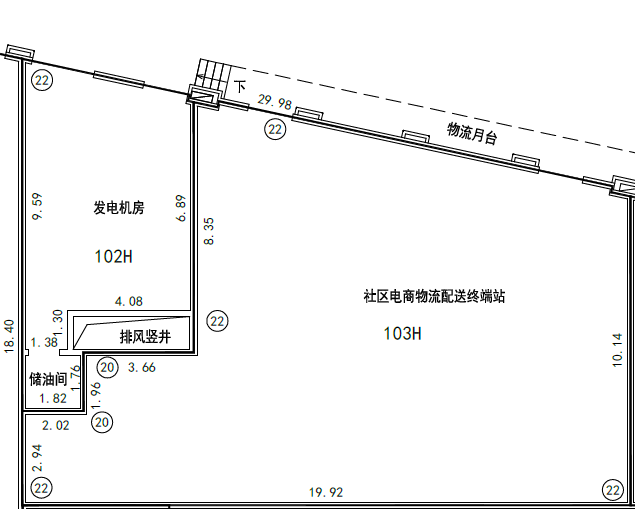 22
下
29.98
22
物流月台
9.59
6.89
发电机房
8.35
102H
社区电商物流配送终端站
4.08
1.30
22
103H
18.40
1.38
排风竖井
10.14
20
3.66
储油间
1.76
1.82
1.96
2.02
20
2.94
22
19.92
22